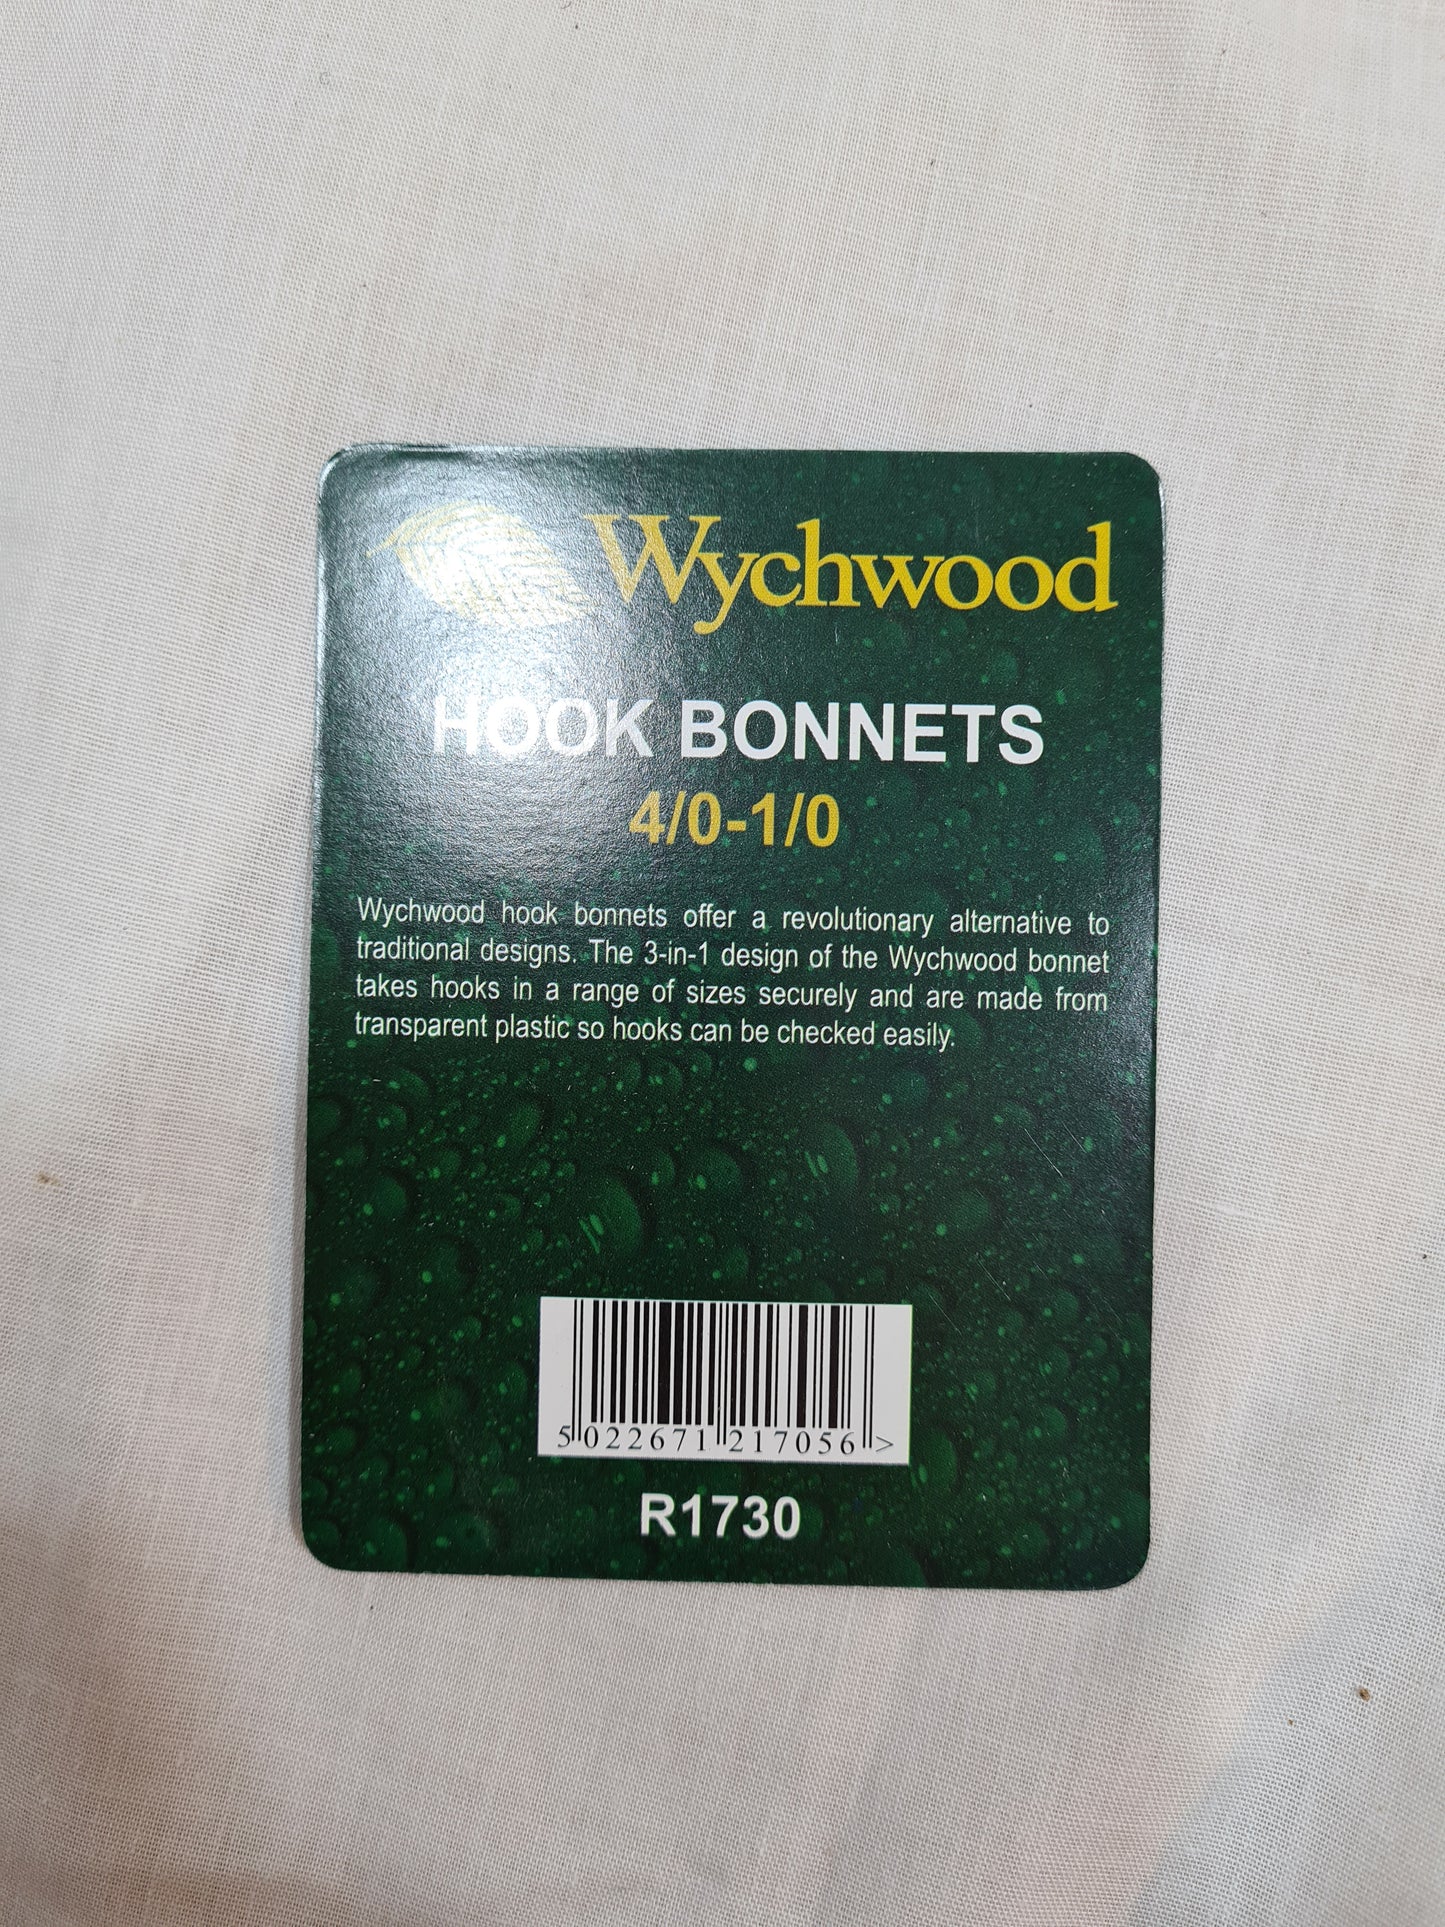 Wychwood
HOOK BONNETS
4/0-1/0
Wychwood hook bonnets offer a revolutionary alternative to
traditional designs. The 3-in-1 design of the Wychwood bonnet
takes hooks in a range of sizes securely and are made from
transparent plastic so hooks can be checked easily.
5 022671 217056 >
R1730